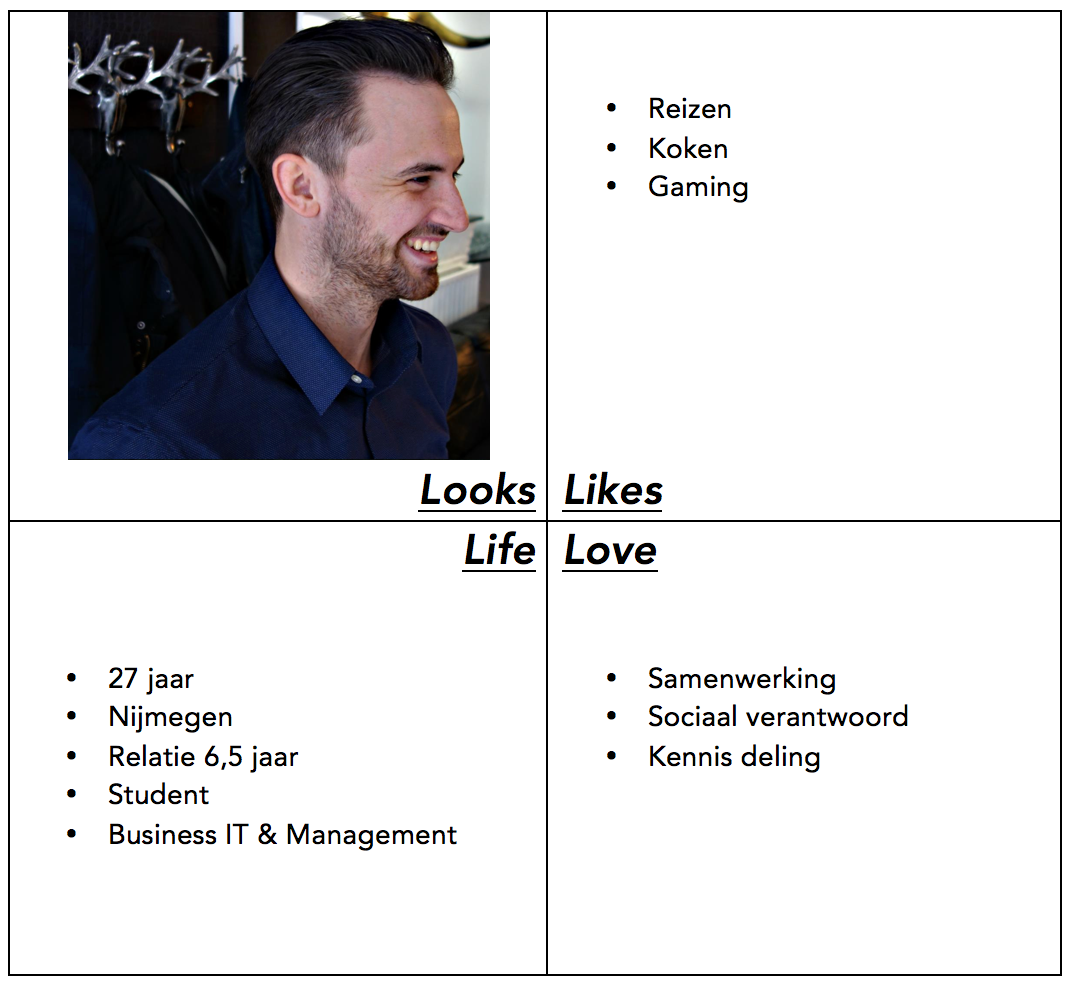 Looks
• Reizen
• Koken
• Gaming
Likes
Life
• 27 jaar
• Nijmegen
• Relatie 6,5 jaar
• Student
• Business IT & Management
Love
• Samenwerking
• Sociaal verantwoord
• Kennis deling